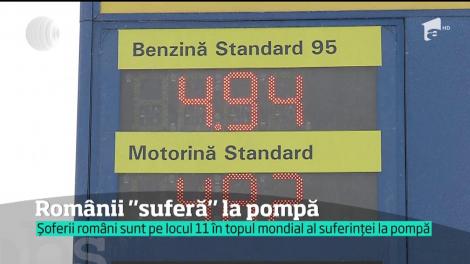 Benzină Standard 95
4.94
Motorină Standard
Românii "suferă" la pompă
Șoferii români sunt pe locul 11 în topul mondial al suferinței la pompă
HD